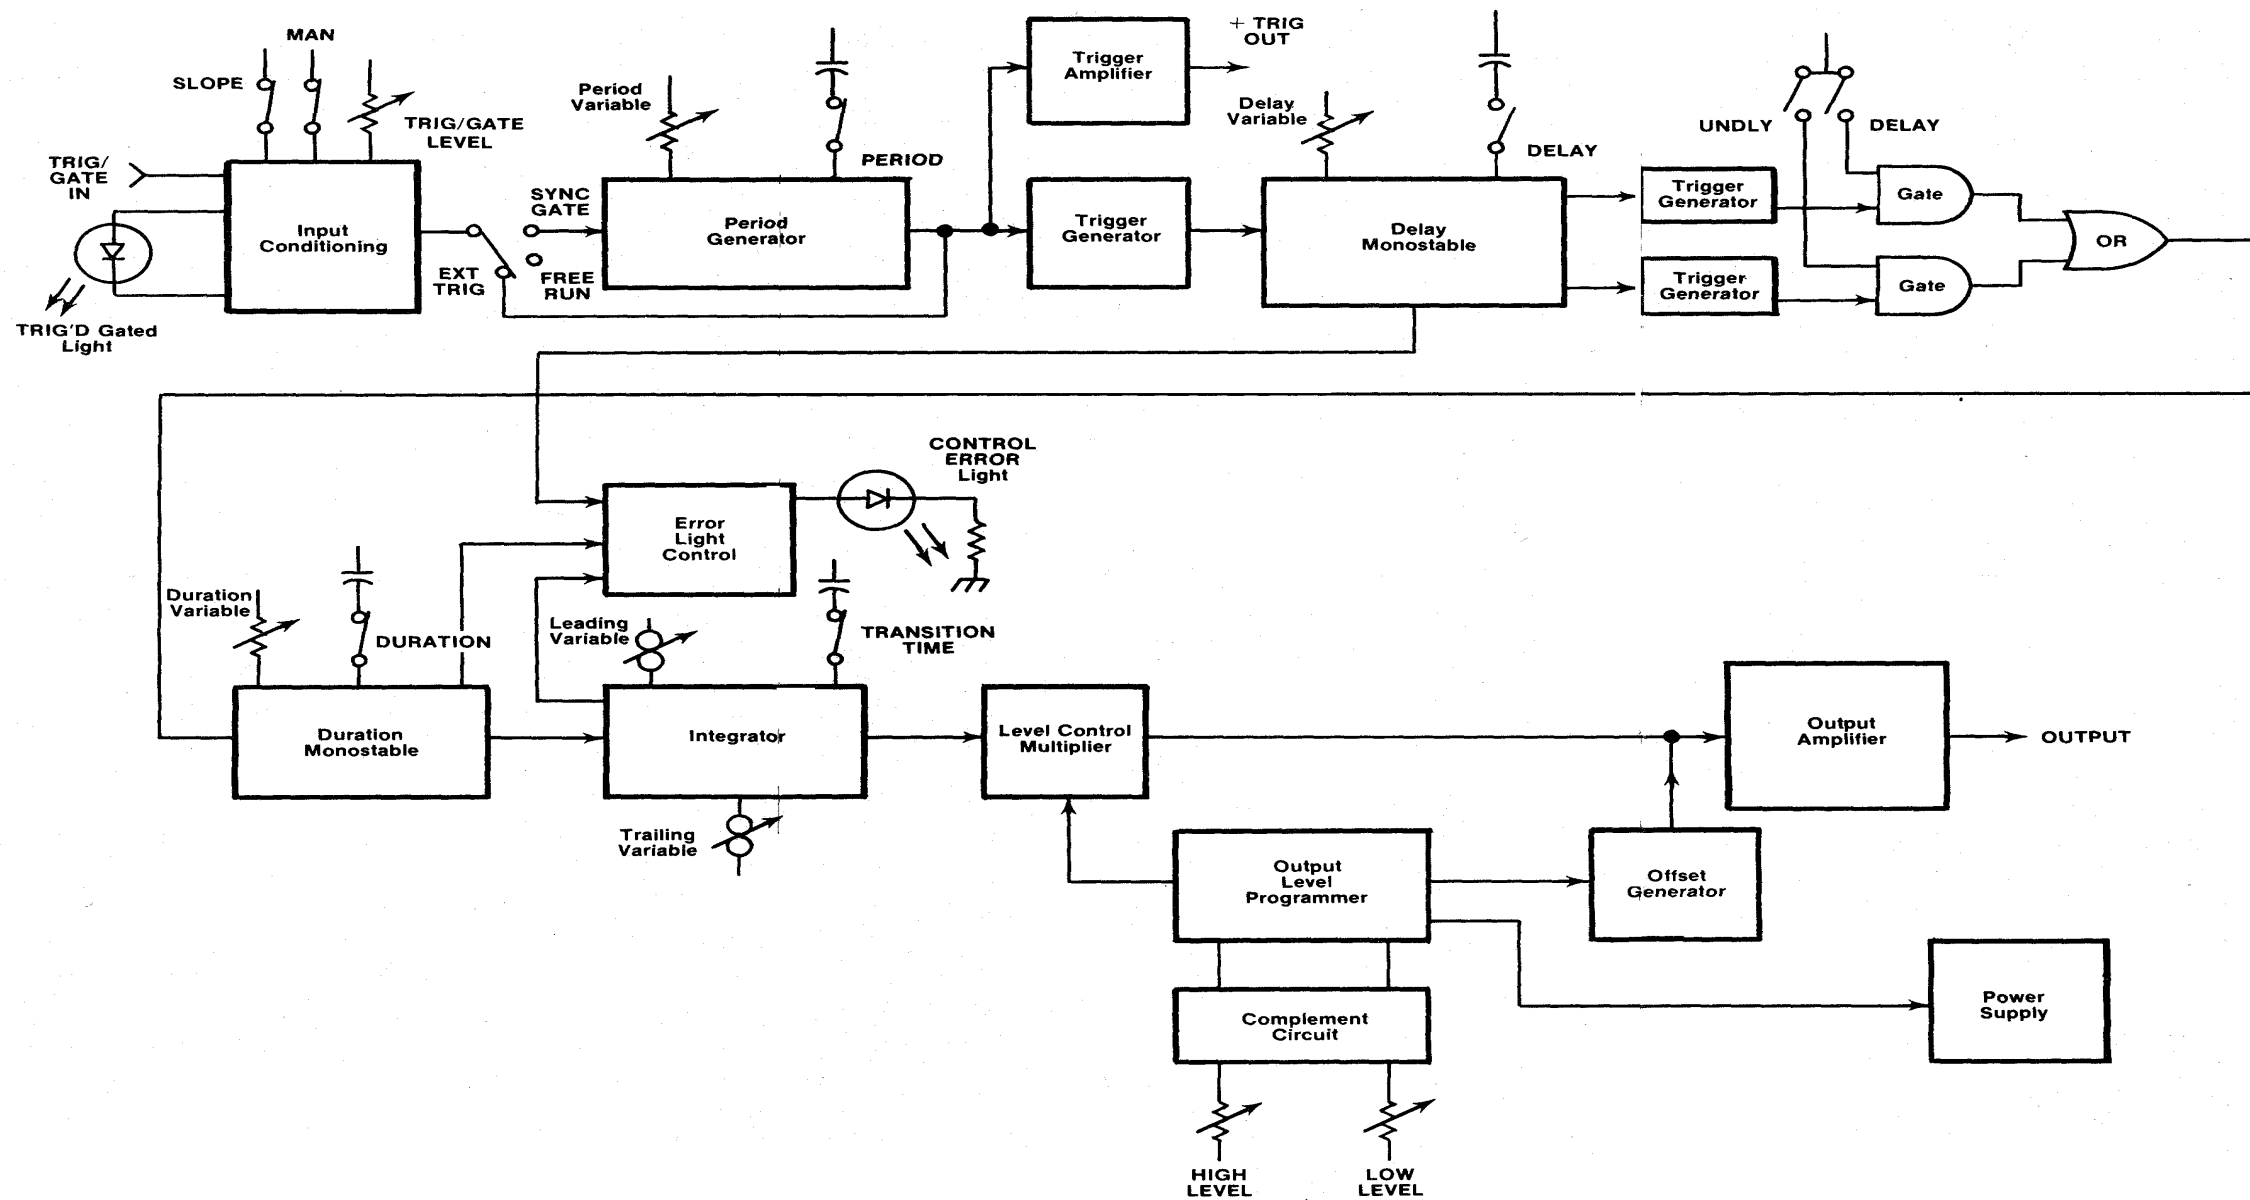 MAN
SLOPE
TRIG/GATE
LEVEL
TRIG/
GATE
IN
Input
Conditioning
TRIG'D Gated
Light
EXT
TRIG
SYNC
GATE
FREE
RUN
Period
Variable
PERIOD
Period
Generator
Trigger
Amplifier
+ TRIG
OUT
Trigger
Generator
Delay
Variable
DELAY
Delay
Monostable
UNDLY
DELAY
Trigger
Generator
Gate
Trigger
Generator
Gate
OR
CONTROL
ERROR
Light
Error
Light
Control
Duration
Variable
DURATION
Leading
Variable
TRANSITION
TIME
Duration
Monostable
Integrator
Level Control
Multiplier
Output
Amplifier
OUTPUT
Trailing
Variable
Output
Level
Programmer
Offset
Generator
Complement
Circuit
Power
Supply
HIGH
LEVEL
LOW
LEVEL